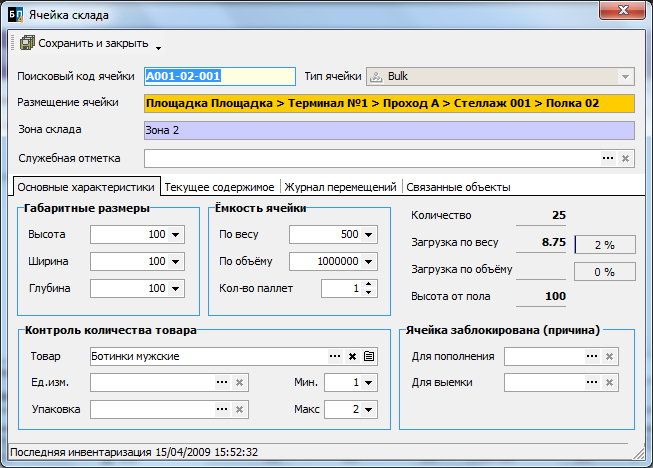 БП Ячейка склада
Сохранить и закрыть
Поисковый код ячейки A001-02-001 Тип ячейки Bulk
Размещение ячейки Площадка Площадка > Терминал №1 > Проход А > Стеллаж 001 > Полка 02
Зона склада Зона 2
Служебная отметка
Основные характеристики Текущее содержимое Журнал перемещений Связанные объекты
Габаритные размеры
Высота 100
Ширина 100
Глубина 100
Ёмкость ячейки
По весу 500
По объёму 1000000
Кол-во паллет 1
Количество 25
Загрузка по весу 8.75 2 %
Загрузка по объёму 0 %
Высота от пола 100
Контроль количества товара
Товар Ботинки мужские
Ед.изм. Мин. 1
Упаковка Макс 2
Ячейка заблокирована (причина)
Для пополнения
Для выемки
Последняя инвентаризация 15/04/2009 15:52:32